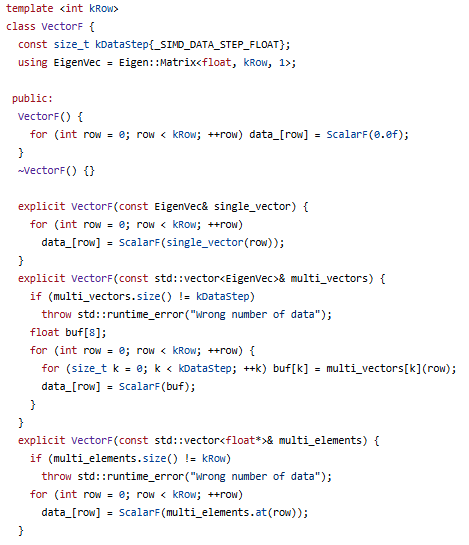 template <int kRow>
class VectorF {
  const size_t kDataStep{_SIMD_DATA_STEP_FLOAT};
  using EigenVec = Eigen::Matrix<float, kRow, 1>;

 public:
  VectorF() {
    for (int row = 0; row < kRow; ++row) data_[row] = ScalarF(0.0f);
  }
  ~VectorF() {}

  explicit VectorF(const EigenVec& single_vector) {
    for (int row = 0; row < kRow; ++row)
      data_[row] = ScalarF(single_vector(row));
  }
  explicit VectorF(const std::vector<EigenVec>& multi_vectors) {
    if (multi_vectors.size() != kDataStep)
      throw std::runtime_error("Wrong number of data");
    float buf[8];
    for (int row = 0; row < kRow; ++row) {
      for (size_t k = 0; k < kDataStep; ++k) buf[k] = multi_vectors[k](row);
      data_[row] = ScalarF(buf);
    }
  }
  explicit VectorF(const std::vector<float*>& multi_elements) {
    if (multi_elements.size() != kRow)
      throw std::runtime_error("Wrong number of data");
    for (int row = 0; row < kRow; ++row)
      data_[row] = ScalarF(multi_elements.at(row));
  }